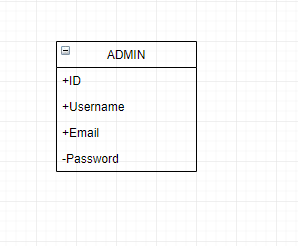 ADMIN
+ID
+Username
+Email
-Password